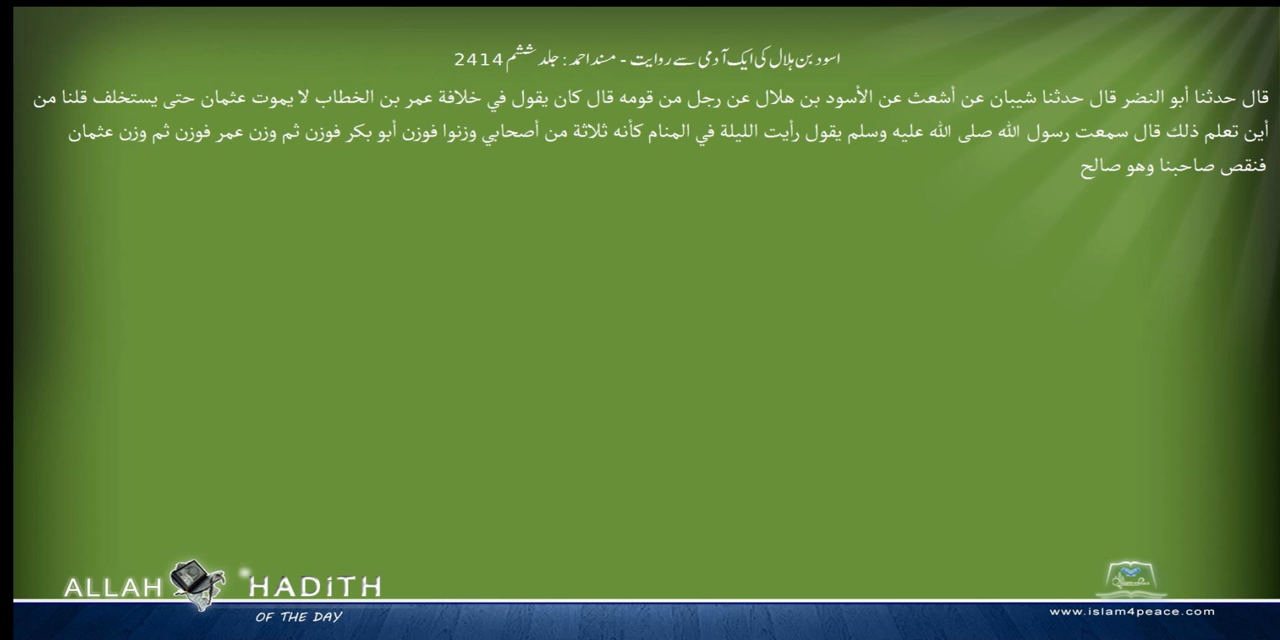 اسود بن ہلال کی ایک آدمی سے روایت - مسند احمد : جلد ششم 2414
قال حدثنا أبو النضر قال حدثنا شيبان عن أشعث عن الأسود بن هلال عن رجل من قومه قال كان يقول في خلافة عمر بن الخطاب لا يموت عثمان حتى يستخلف قلنا من
أين تعلم ذلك قال سمعت رسول الله صلى الله عليه وسلم يقول رأيت الليلة في المنام كأنه ثلاثة من أصحابي وزنوا فوزن أبو بكر فوزن ثم وزن عمر فوزن ثم وزن عثمان
فنقص صاحبنا وهو صالح
ALLAH HADITH
OF THE DAY
www.islam4peace.com